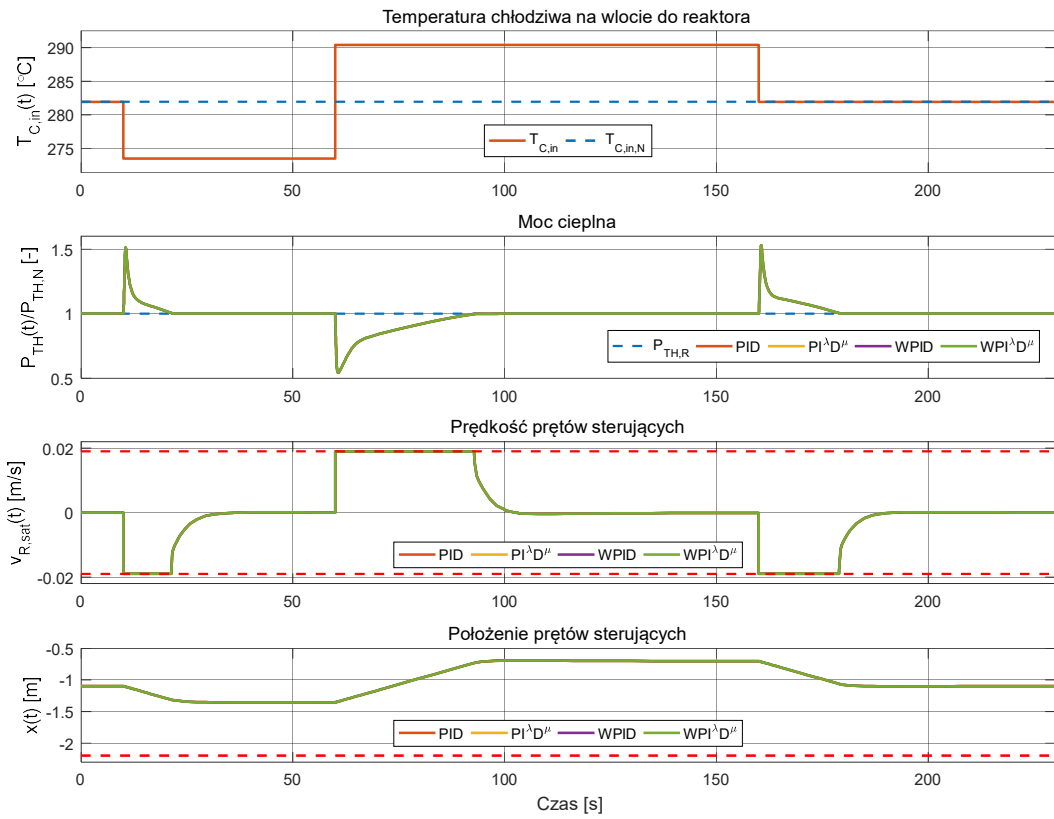 Temperatura chłodziwa na wlocie do reaktora
T_C,in(t) [°C]
290
285
280
275
T_C,in T_C,in,N
0 50 100 150 200
Moc cieplna
P_TH(t)/P_TH,N [-]
1.5
1
0.5
P_TH,R PID PI^λD^μ WPID WPI^λD^μ
0 50 100 150 200
Prędkość prętów sterujących
v_R,sat(t) [m/s]
0.02
0
-0.02
PID PI^λD^μ WPID WPI^λD^μ
0 50 100 150 200
Położenie prętów sterujących
x(t) [m]
-0.5
-1
-1.5
-2
PID PI^λD^μ WPID WPI^λD^μ
0 50 100 150 200
Czas [s]